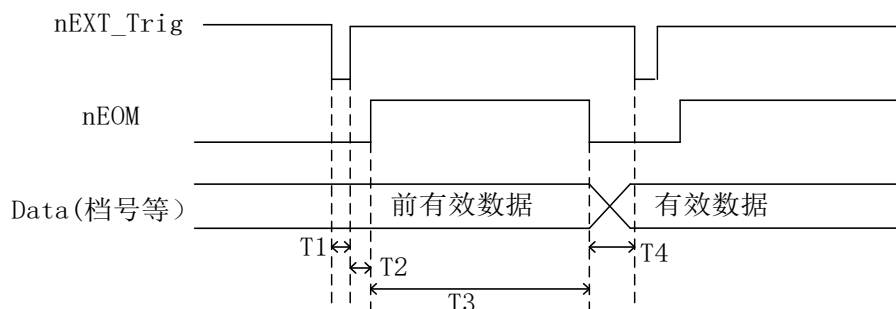 nEXT_Trig
nEOM
Data(档号等）
前有效数据
有效数据
T1
T2
T3
T4